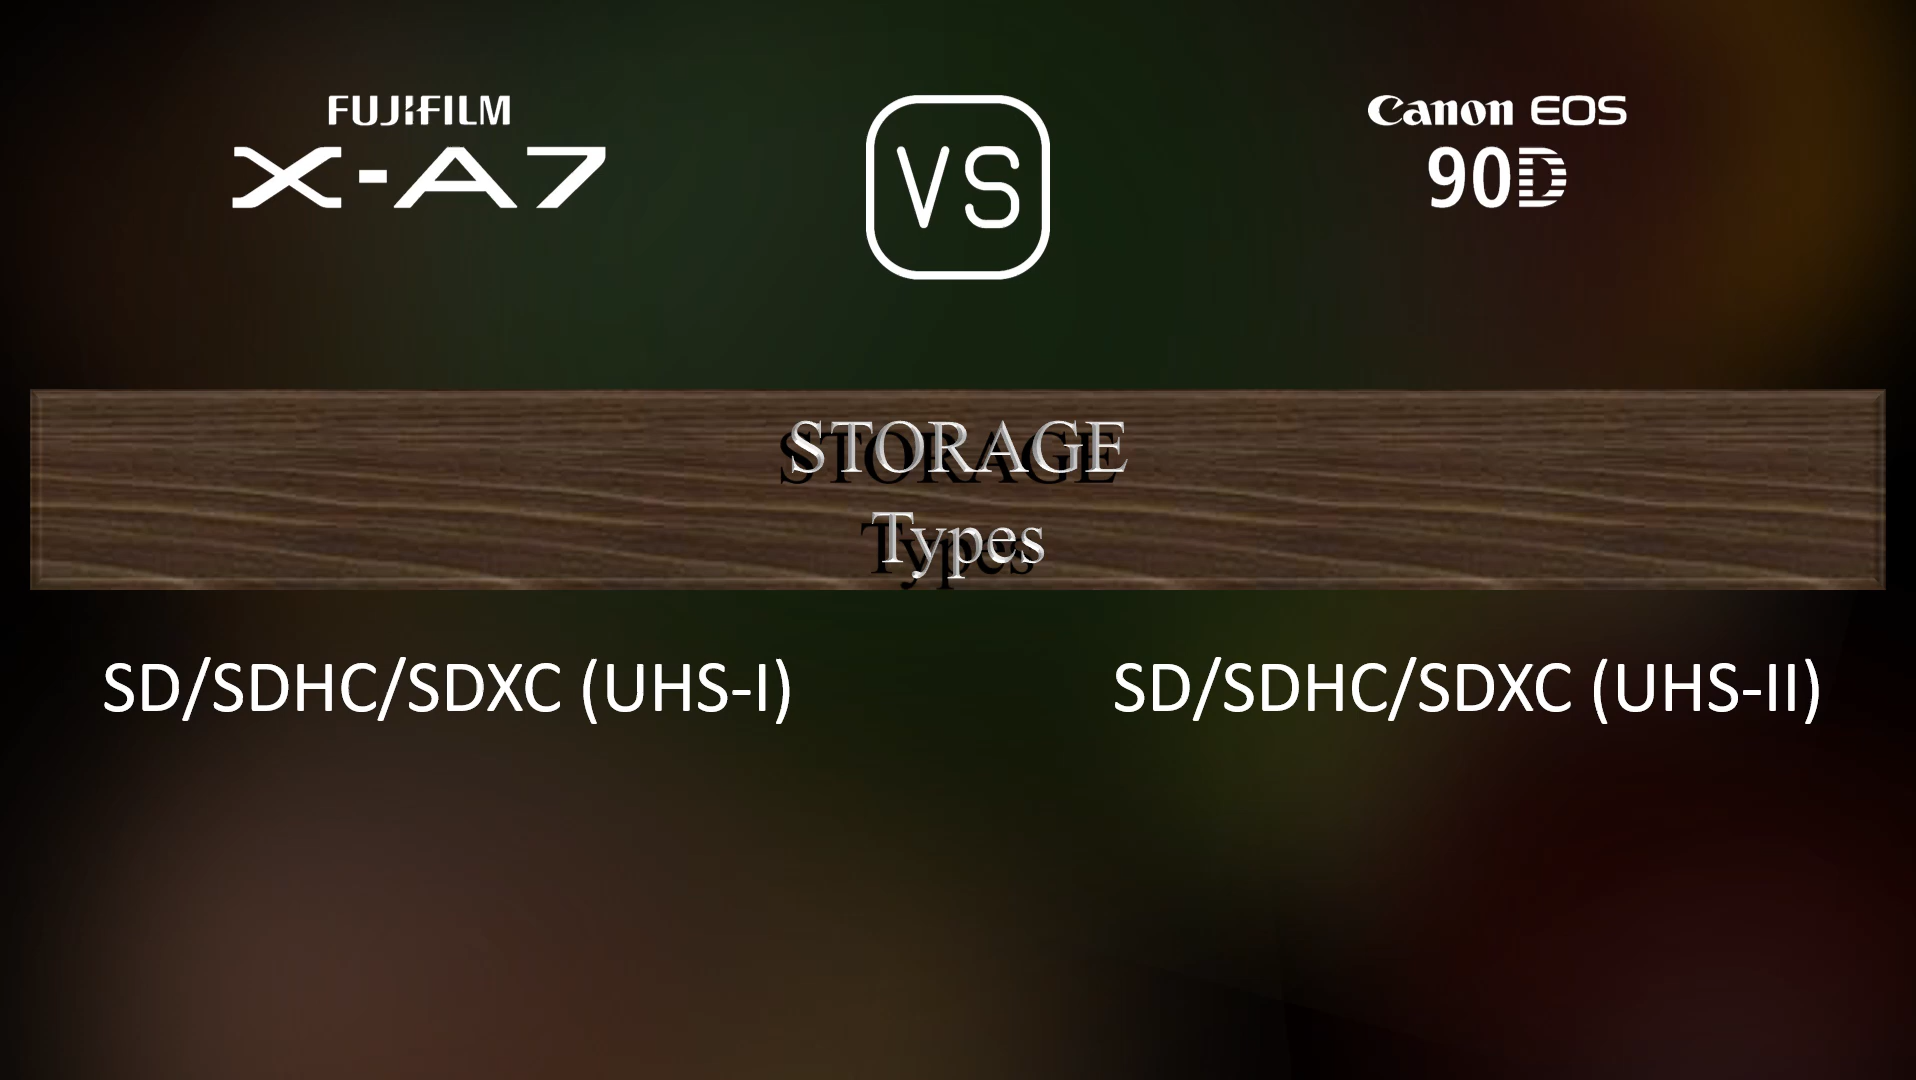 FUJIFILM
X-A7
VS
Canon EOS
90D
STORAGE
Types
SD/SDHC/SDXC (UHS-I)
SD/SDHC/SDXC (UHS-II)